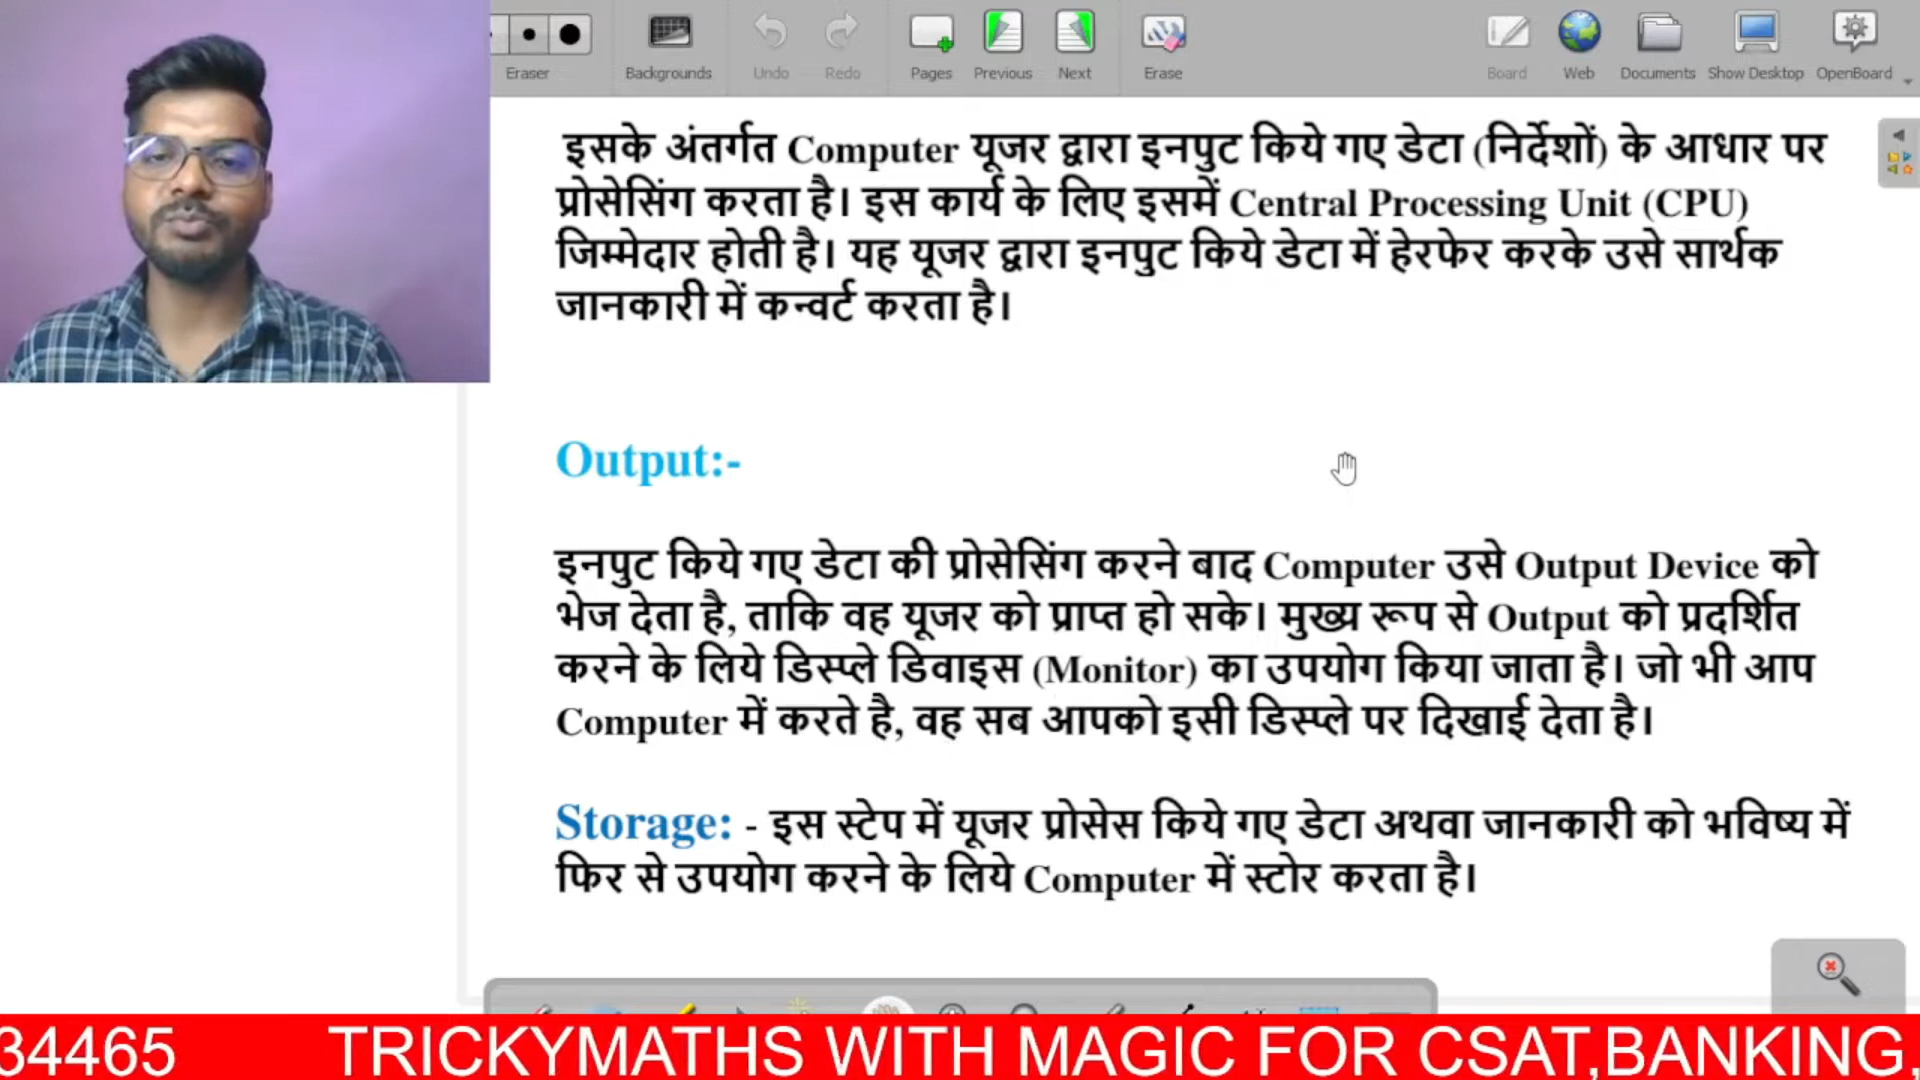 Eraser
Backgrounds
Undo
Redo
Pages
Previous
Next
Erase
Board
Web
Documents
Show Desktop
OpenBoard
इसके अंतर्गत Computer यूजर द्वारा इनपुट किये गए डेटा (निर्देशों) के आधार पर
प्रोसेसिंग करता है। इस कार्य के लिए इसमें Central Processing Unit (CPU)
जिम्मेदार होती है। यह यूजर द्वारा इनपुट किये डेटा में हेरफेर करके उसे सार्थक
जानकारी में कन्वर्ट करता है।
Output:-
इनपुट किये गए डेटा की प्रोसेसिंग करने बाद Computer उसे Output Device को
भेज देता है, ताकि वह यूजर को प्राप्त हो सके। मुख्य रूप से Output को प्रदर्शित
करने के लिये डिस्प्ले डिवाइस (Monitor) का उपयोग किया जाता है। जो भी आप
Computer में करते है, वह सब आपको इसी डिस्प्ले पर दिखाई देता है।
Storage: - इस स्टेप में यूजर प्रोसेस किये गए डेटा अथवा जानकारी को भविष्य में
फिर से उपयोग करने के लिये Computer में स्टोर करता है।
34465 TRICKYMATHS WITH MAGIC FOR CSAT,BANKING,